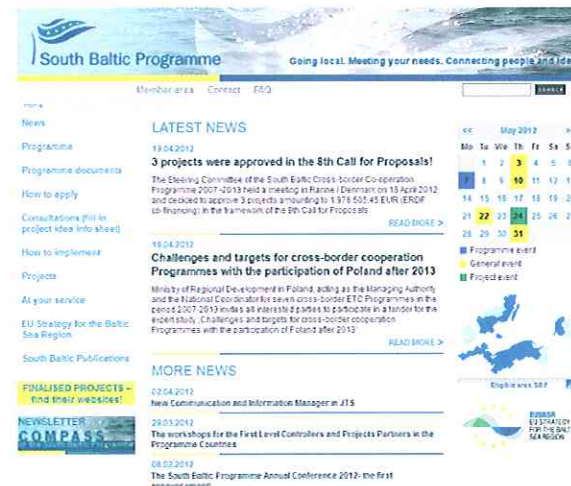 South Baltic Programme
Going local. Meeting your needs. Connecting people and ide
Member area Contact FAQ
SEARCH
Home
News
Programme
Programme documents
How to apply
Consultations (fill in
project idea info sheet)
How to implement
Projects
At your service
EU Strategy for the Baltic
Sea Region
South Baltic Publications
FINALISED PROJECTS –
find their websites!
NEWSLETTER
COMPASS
LATEST NEWS
19.04.2012
3 projects were approved in the 8th Call for Proposals!
The Steering Committee of the South Baltic Cross-border Co-operation
Programme 2007-2013 held a meeting in Rønne / Denmark on 18 April 2012
and decided to approve 3 projects amounting to 1 978 505,45 EUR (ERDF
co-financing) in the framework of the 8th Call for Proposals.
READ MORE >
18.04.2012
Challenges and targets for cross-border cooperation
Programmes with the participation of Poland after 2013
Ministry of Regional Development in Poland, acting as the Managing Authority
and the National Coordinator for seven cross-border ETC Programmes in the
period 2007-2013 invites all interested parties to participate in a tender for the
expert study „Challenges and targets for cross-border cooperation
Programmes with the participation of Poland after 2013"
READ MORE >
MORE NEWS
02.04.2012
New Communication and Information Manager in JTS
29.03.2012
The workshops for the First Level Controllers and Projects Partners in the
Programme Countries
08.02.2012
The South Baltic Programme Annual Conference 2012- the first
announcement
<< May 2012 >
Mo Tu We Th Fr Sa S
1 2 3 4 5 6
7 8 9 10 11 12 1
14 15 16 17 18 19 2
21 22 23 24 25 26 2
28 29 30 31
Programme event
General event
Project event
Eligible area SBP
EUSBSR
EU STRATEGY
FOR THE BALT
SEA REGION